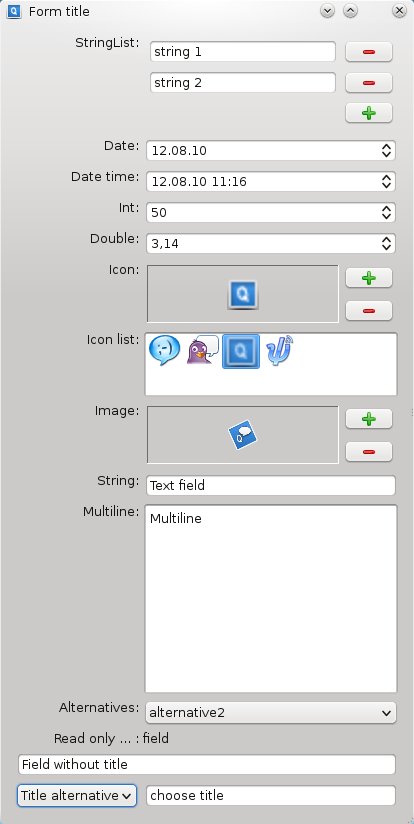 Form title
StringList: string 1
string 2
Date: 12.08.10
Date time: 12.08.10 11:16
Int: 50
Double: 3,14
Icon:
Icon list:
Image:
String: Text field
Multiline: Multiline
Alternatives: alternative2
Read only ... : field
Field without title
Title alternative choose title